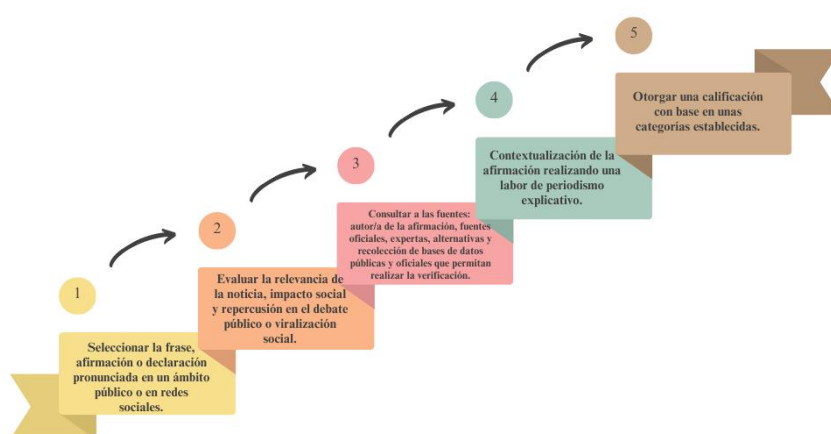 1
Seleccionar la frase,
afirmación o declaración
pronunciada en un ámbito
público o en redes
sociales.
2
Evaluar la relevancia de
la noticia, impacto social
y repercusión en el debate
público o viralización
social.
3
Consultar a las fuentes:
autor/a de la afirmación, fuentes
oficiales, expertas, alternativas y
recolección de bases de datos
públicas y oficiales que permitan
realizar la verificación.
4
Contextualización de la
afirmación realizando una
labor de periodismo
explicativo.
5
Otorgar una calificación
con base en unas
categorías establecidas.